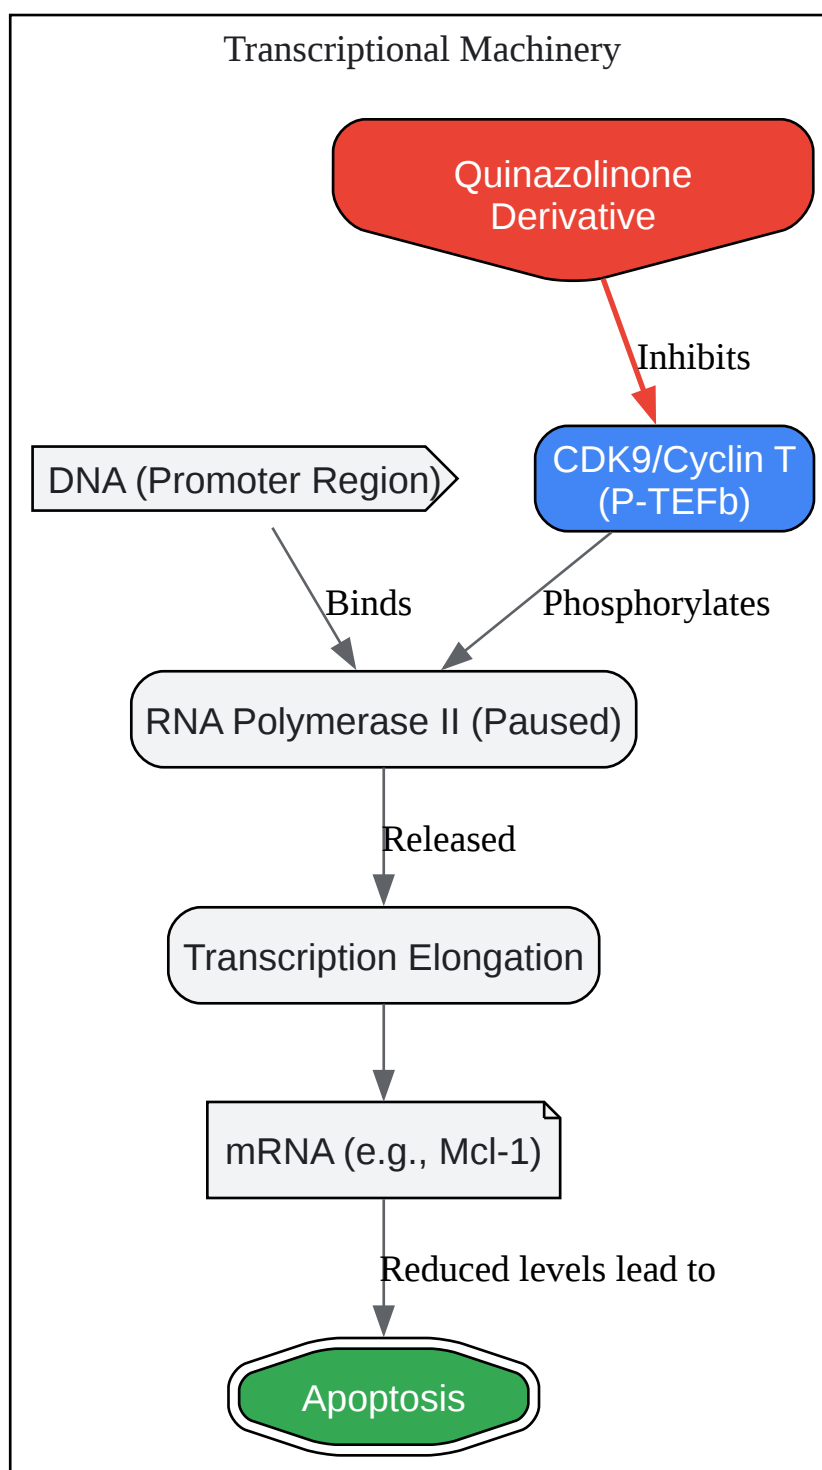 Transcriptional Machinery
Quinazolinone
Derivative
Inhibits
DNA (Promoter Region)
CDK9/Cyclin T
(P-TEFb)
Binds
Phosphorylates
RNA Polymerase II (Paused)
Released
Transcription Elongation
mRNA (e.g., Mcl-1)
Reduced levels lead to
Apoptosis